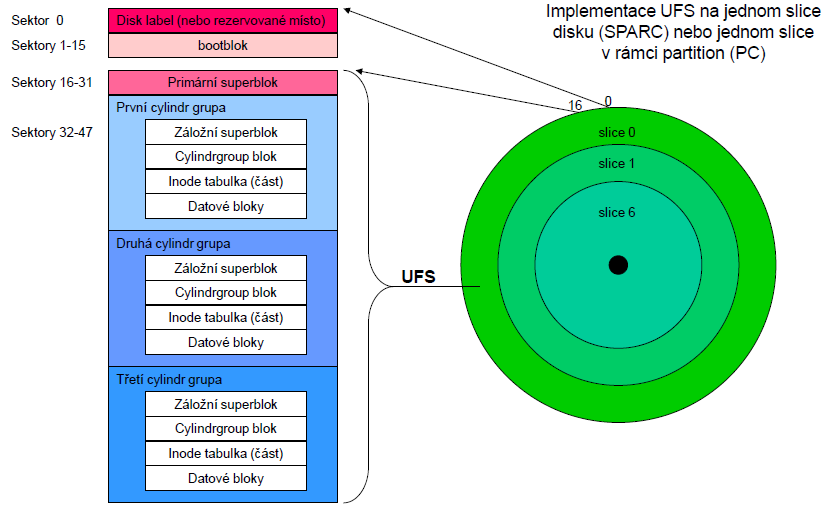 Implementace UFS na jednom slice
disku (SPARC) nebo jednom slice
v rámci partition (PC)
Sektor 0
Disk label (nebo rezervované místo)
Sektory 1-15
bootblok
Sektory 16-31
Primární superblok
První cylindr grupa
Sektory 32-47
Záložní superblok
Cylindrgroup blok
Inode tabulka (část)
Datové bloky
Druhá cylindr grupa
Záložní superblok
Cylindrgroup blok
Inode tabulka (část)
Datové bloky
Třetí cylindr grupa
Záložní superblok
Cylindrgroup blok
Inode tabulka (část)
Datové bloky
UFS
16
0
slice 0
slice 1
slice 6